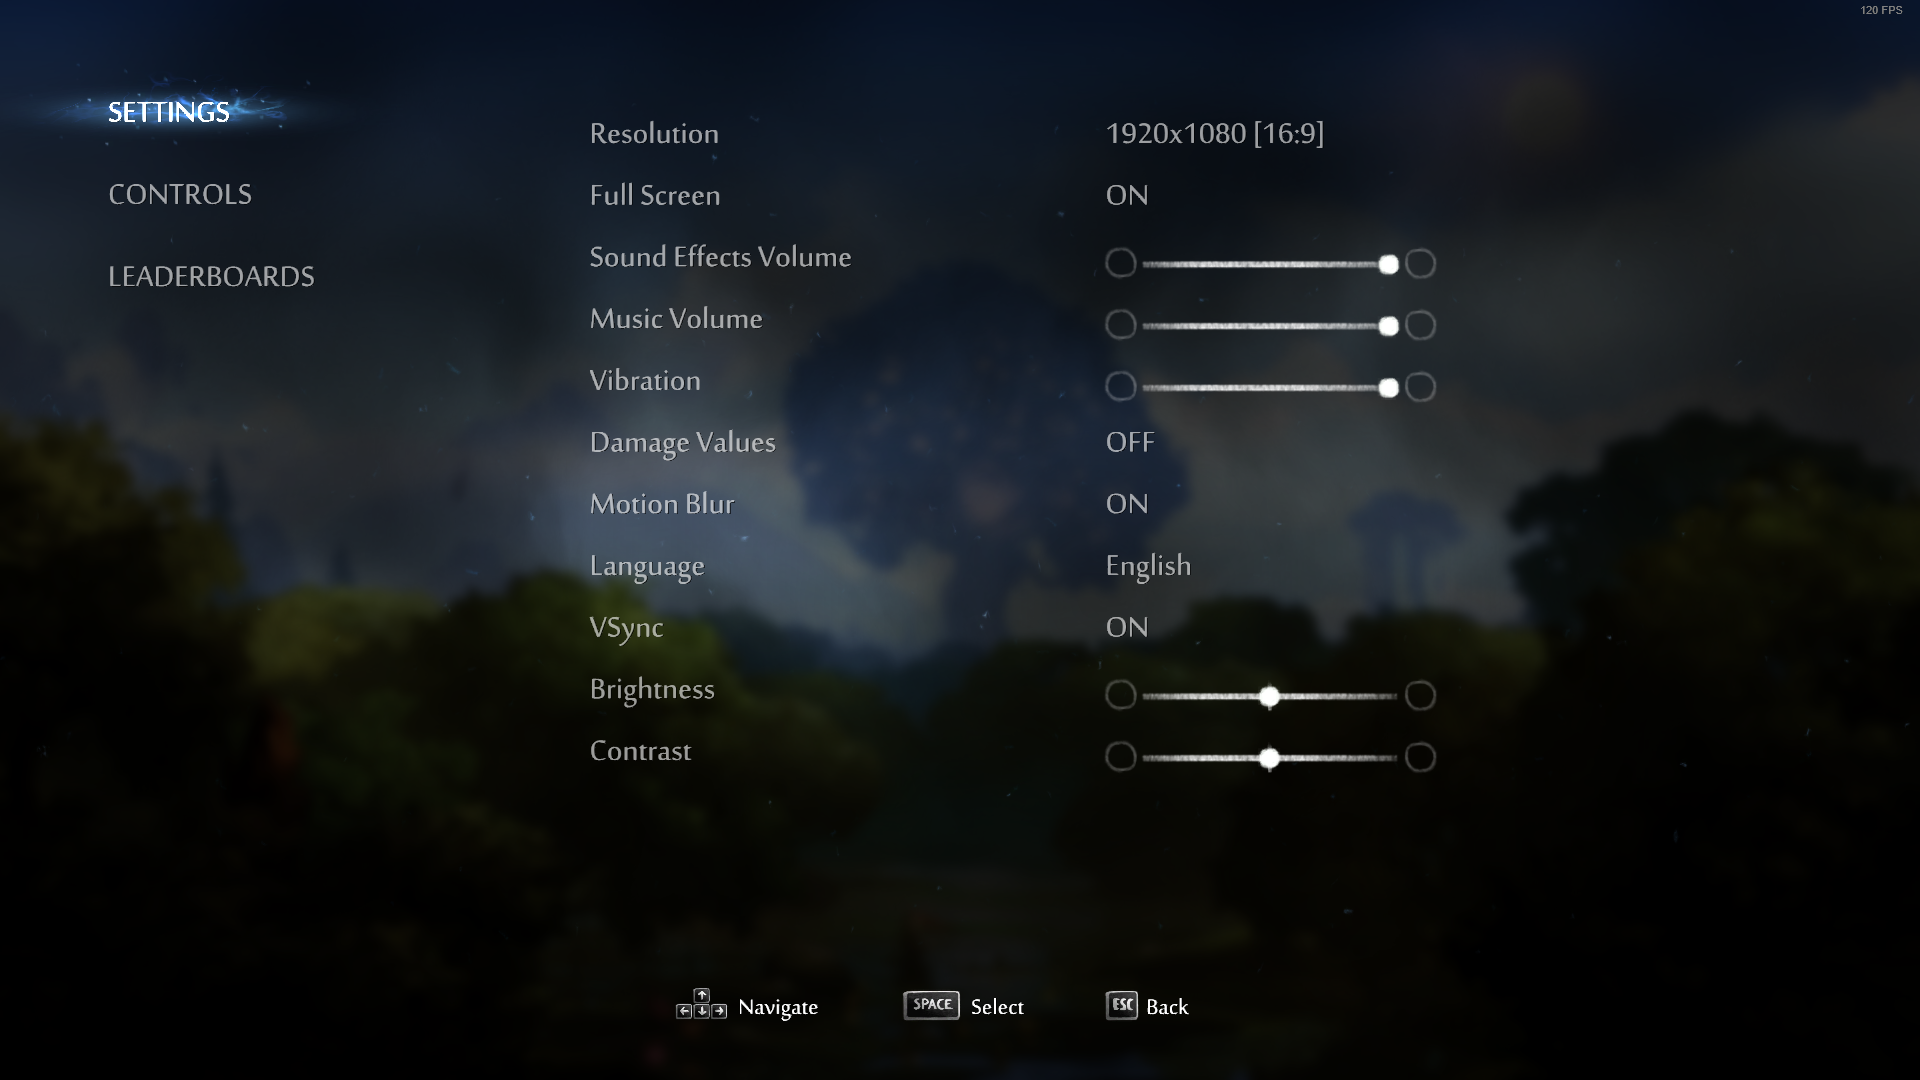 120 FPS
SETTINGS
CONTROLS
LEADERBOARDS
Resolution 1920x1080 [16:9]
Full Screen ON
Sound Effects Volume
Music Volume
Vibration
Damage Values OFF
Motion Blur ON
Language English
VSync ON
Brightness
Contrast
Navigate SPACE Select ESC Back